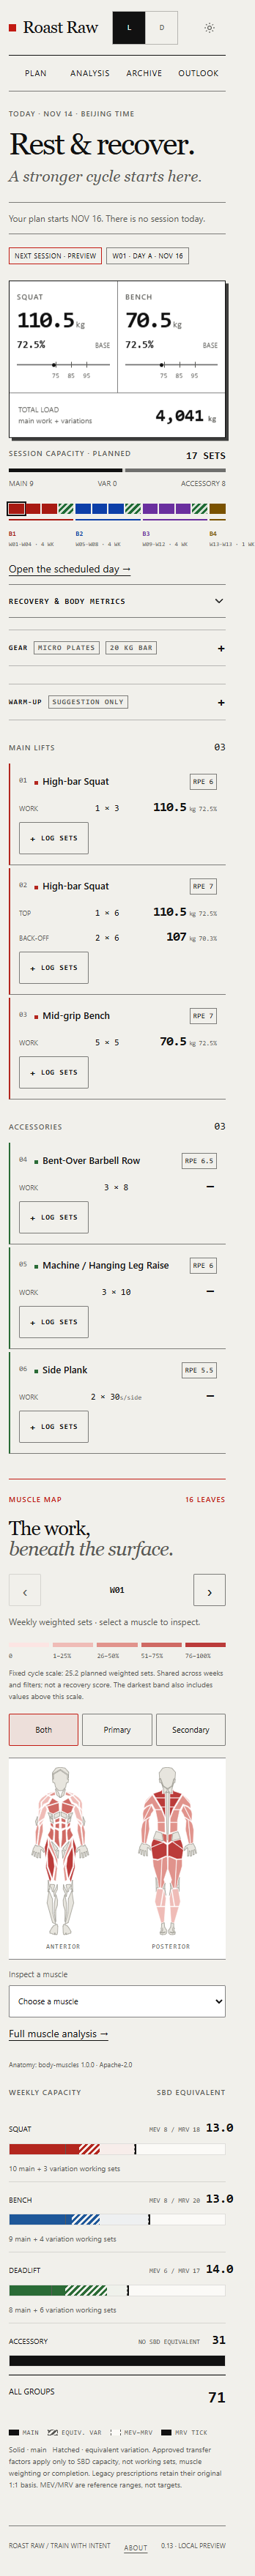 Roast Raw
L
D
PLAN ANALYSIS ARCHIVE OUTLOOK
TODAY · NOV 14 · BEIJING TIME
Rest & recover.
A stronger cycle starts here.
Your plan starts NOV 16. There is no session today.
NEXT SESSION · PREVIEW
W01 · DAY A · NOV 16
SQUAT
110.5 kg
72.5% BASE
75 85 95
BENCH
70.5 kg
72.5% BASE
75 85 95
TOTAL LOAD
main work + variations
4,041 kg
SESSION CAPACITY · PLANNED 17 SETS
MAIN 9 VAR 0 ACCESSORY 8
B1 B2 B3 B4
W01–W04 · 4 WK W05–W08 · 4 WK W09–W12 · 4 WK W13–W13 · 1 WK
Open the scheduled day →
RECOVERY & BODY METRICS
GEAR MICRO PLATES 20 KG BAR +
WARM-UP SUGGESTION ONLY +
MAIN LIFTS 03
01 High-bar Squat RPE 6
WORK 1 × 3 110.5 kg 72.5%
+ LOG SETS
02 High-bar Squat RPE 7
TOP 1 × 6 110.5 kg 72.5%
BACK-OFF 2 × 6 107 kg 70.3%
+ LOG SETS
03 Mid-grip Bench RPE 7
WORK 5 × 5 70.5 kg 72.5%
+ LOG SETS
ACCESSORIES 03
04 Bent-Over Barbell Row RPE 6.5
WORK 3 × 8 —
+ LOG SETS
05 Machine / Hanging Leg Raise RPE 6
WORK 3 × 10 —
+ LOG SETS
06 Side Plank RPE 5.5
WORK 2 × 30s/side —
+ LOG SETS
MUSCLE MAP 16 LEAVES
The work,
beneath the surface.
‹ W01 ›
Weekly weighted sets · select a muscle to inspect.
0 1–25% 26–50% 51–75% 76–100%
Fixed cycle scale: 25.2 planned weighted sets. Shared across weeks
and filters; not a recovery score. The darkest band also includes
values above this scale.
Both Primary Secondary
ANTERIOR POSTERIOR
Inspect a muscle
Choose a muscle
Full muscle analysis →
Anatomy: body-muscles 1.0.0 · Apache-2.0
WEEKLY CAPACITY SBD EQUIVALENT
SQUAT MEV 8 / MRV 18 13.0
10 main + 3 variation working sets
BENCH MEV 8 / MRV 20 13.0
9 main + 4 variation working sets
DEADLIFT MEV 6 / MRV 17 14.0
8 main + 6 variation working sets
ACCESSORY NO SBD EQUIVALENT 31
ALL GROUPS 71
MAIN EQUIV. VAR MEV–MRV MRV TICK
Solid · main Hatched · equivalent variation. Approved transfer
factors apply only to SBD capacity, not working sets, muscle
weighting or completion. Legacy prescriptions retain their original
1:1 basis. MEV/MRV are reference ranges, not targets.
ROAST RAW / TRAIN WITH INTENT ABOUT 0.13 · LOCAL PREVIEW